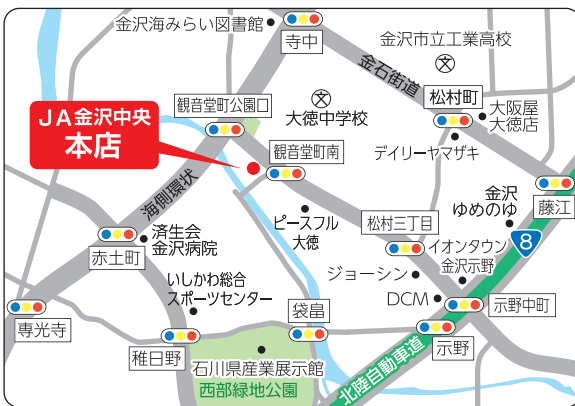 金沢海みらい図書館
寺中
金沢市立工業高校
文
金石街道
観音堂町公園口
文
大徳中学校
松村町
大阪屋
大徳店
JA金沢中央
本店
観音堂町南
デイリーヤマザキ
海側環状
藤江
金沢
ゆめのゆ
ピースフル
大徳
松村三丁目
8
済生会
金沢病院
赤土町
イオンタウン
金沢示野
いしかわ総合
スポーツセンター
ジョーシン
DCM
示野中町
専光寺
稚日野
袋畠
示野
石川県産業展示館
西部緑地公園
北陸自動車道